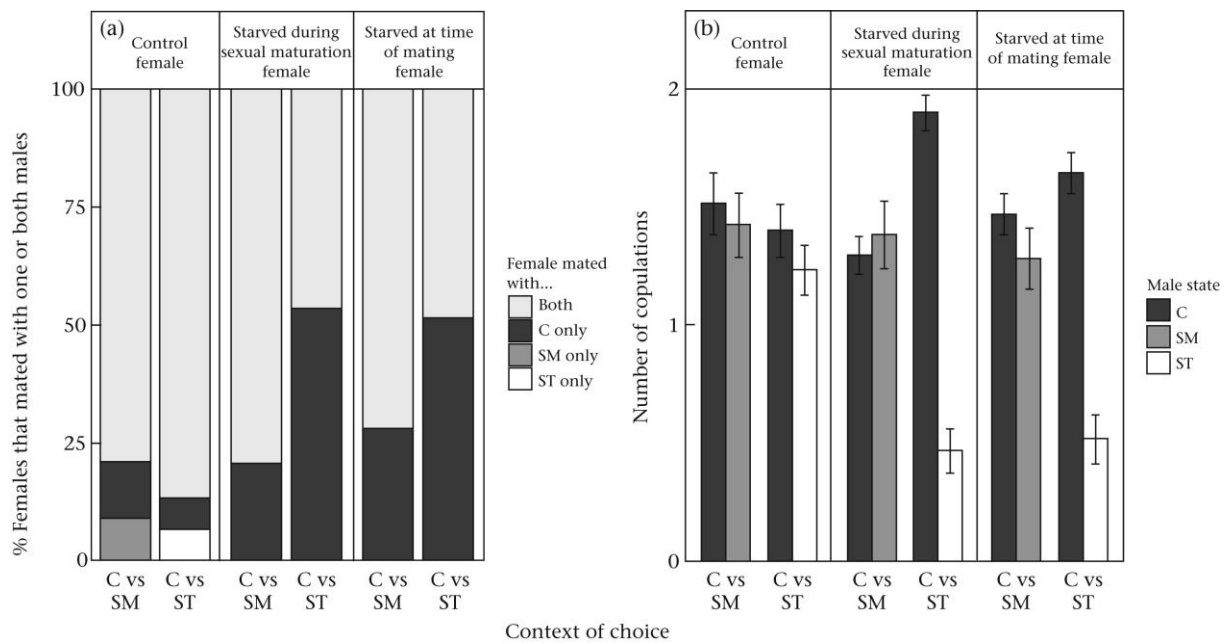 (a)
Control
female
Starved during
sexual maturation
female
Starved at time
of mating
female
% Females that mated with one or both males
100
75
50
25
0
C vs
SM
C vs
ST
C vs
SM
C vs
ST
C vs
SM
C vs
ST
Female mated
with...
Both
C only
SM only
ST only
(b)
Control
female
Starved during
sexual maturation
female
Starved at time
of mating female
Number of copulations
2
1
0
C vs
SM
C vs
ST
C vs
SM
C vs
ST
C vs
SM
C vs
ST
Male state
C
SM
ST
Context of choice